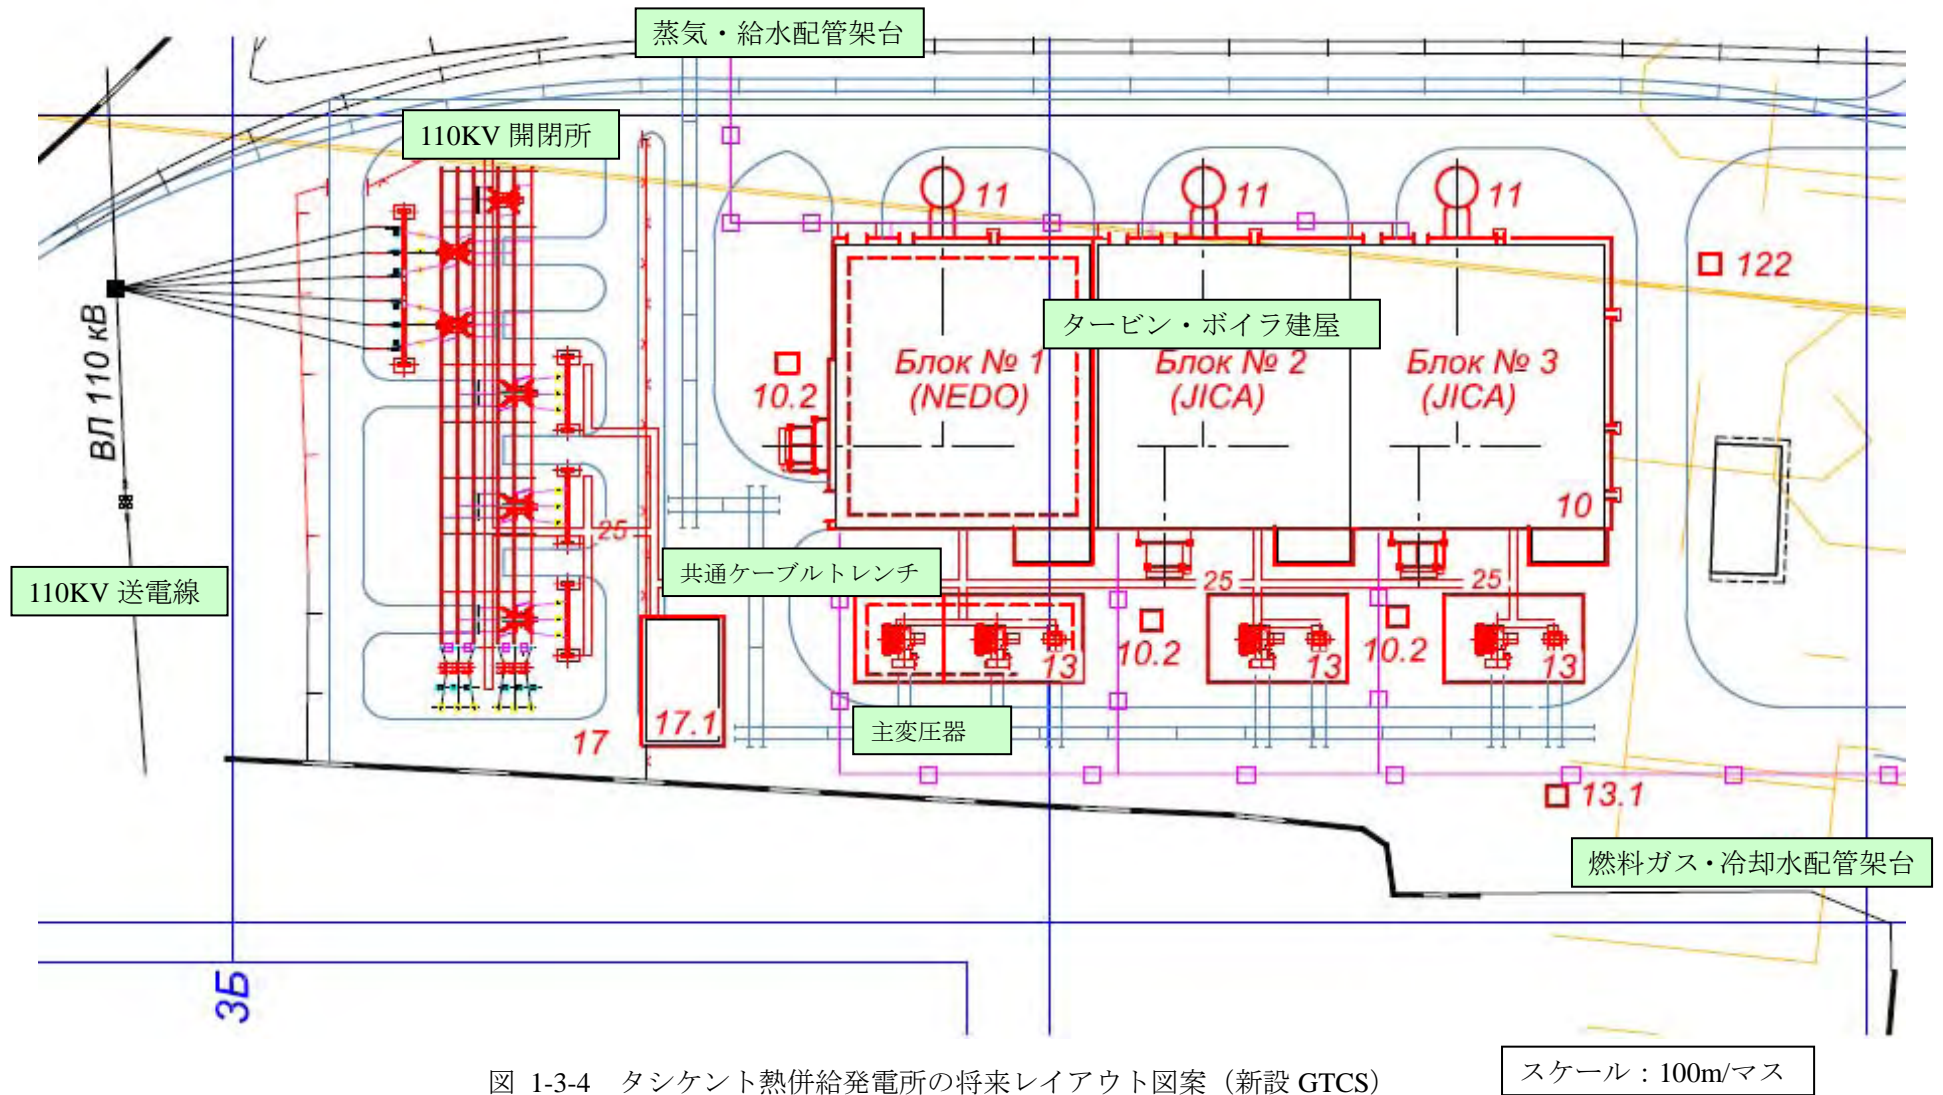 蒸気・給水配管架台
110KV 開閉所
11
11
11
122
タービン・ボイラ建屋
ВЛ 110 кВ
Блок № 1
(NEDO)
Блок № 2
(JICA)
Блок № 3
(JICA)
10.2
10
25
共通ケーブルトレンチ
110KV 送電線
25
25
10.2
10.2
13
13
13
17.1
17
主変圧器
13.1
燃料ガス・冷却水配管架台
3Б
スケール：100m/マス
図 1-3-4　タシケント熱併給発電所の将来レイアウト図案（新設 GTCS）